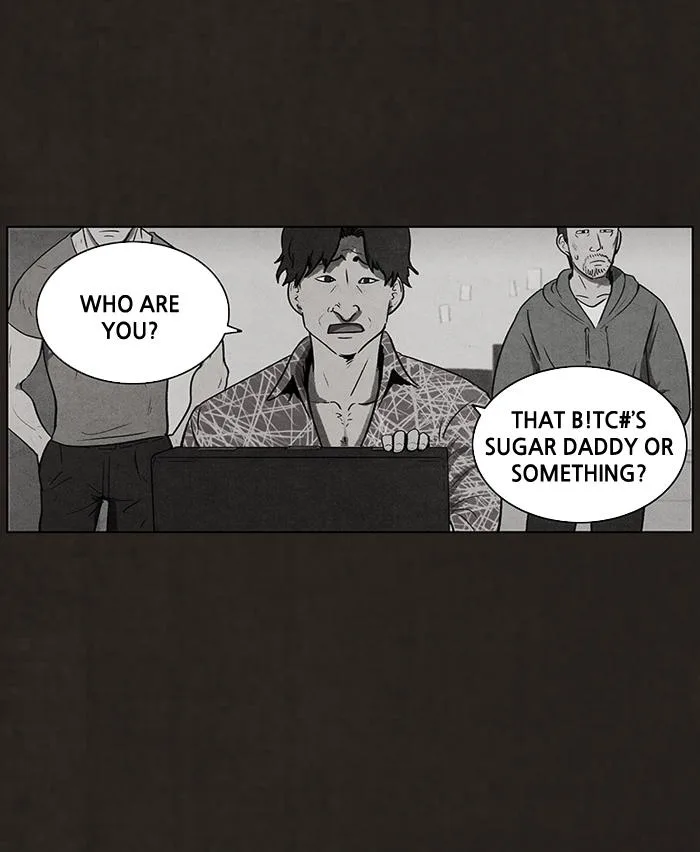 WHO ARE
YOU?
THAT B!TC#'S
SUGAR DADDY OR
SOMETHING?